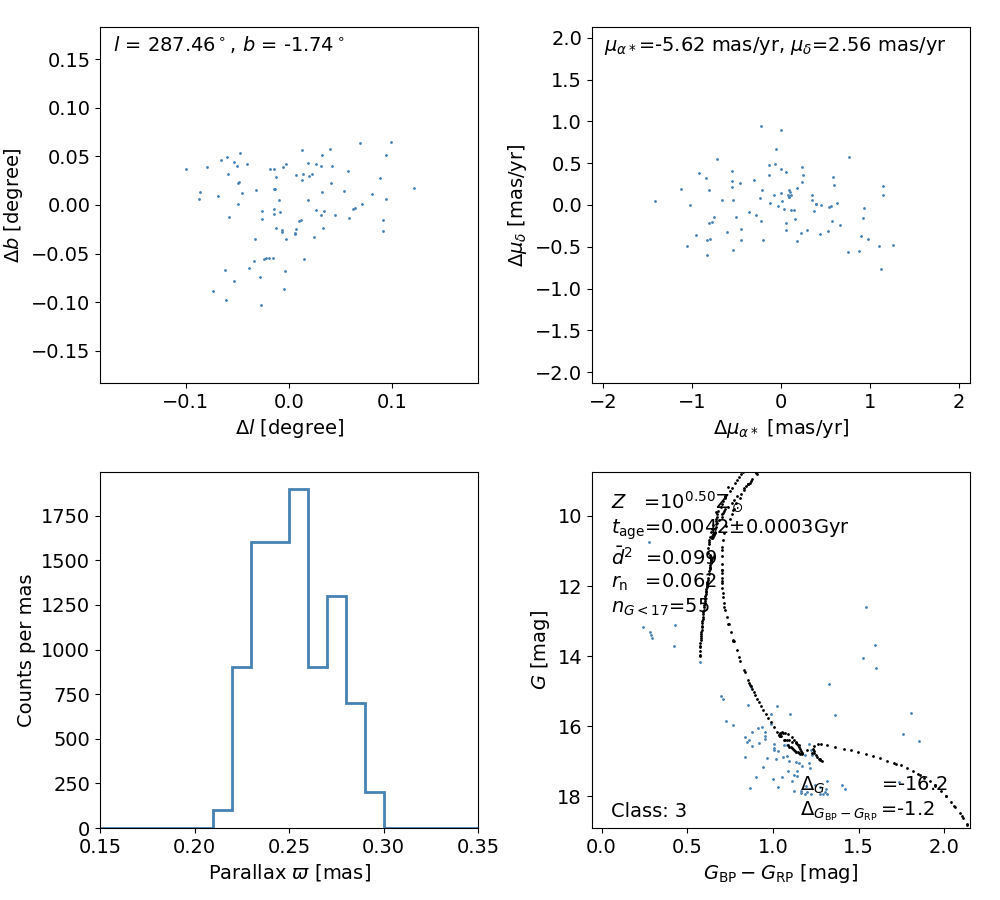 l = 287.46°, b = -1.74°
0.15
0.10
0.05
0.00
−0.05
−0.10
−0.15
Δb [degree]
−0.1
0.0
0.1
Δl [degree]
μα*=-5.62 mas/yr, μδ=2.56 mas/yr
2.0
1.5
1.0
0.5
0.0
−0.5
−1.0
−1.5
−2.0
Δμδ [mas/yr]
−2
−1
0
1
2
Δμα* [mas/yr]
1750
1500
1250
1000
750
500
250
0
Counts per mas
0.15
0.20
0.25
0.30
0.35
Parallax ϖ [mas]
Z =10^0.50 Z⊙
t_age=0.0042±0.0003Gyr
d̄² =0.099
r_n =0.062
n_G<17=55
10
12
14
16
18
G [mag]
Δ_G =-16.2
Δ_GBP−GRP =-1.2
Class: 3
0.0
0.5
1.0
1.5
2.0
G_BP − G_RP [mag]